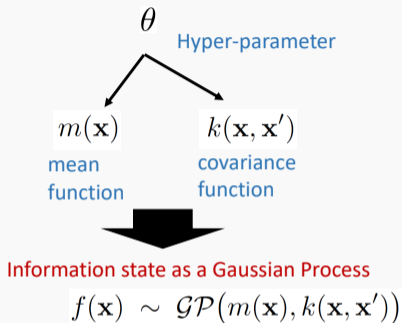 θ
Hyper-parameter
m(x) k(x, x′)
mean function
covariance function
Information state as a Gaussian Process
f(x) ∼ 𝒢𝒫(m(x), k(x, x′))